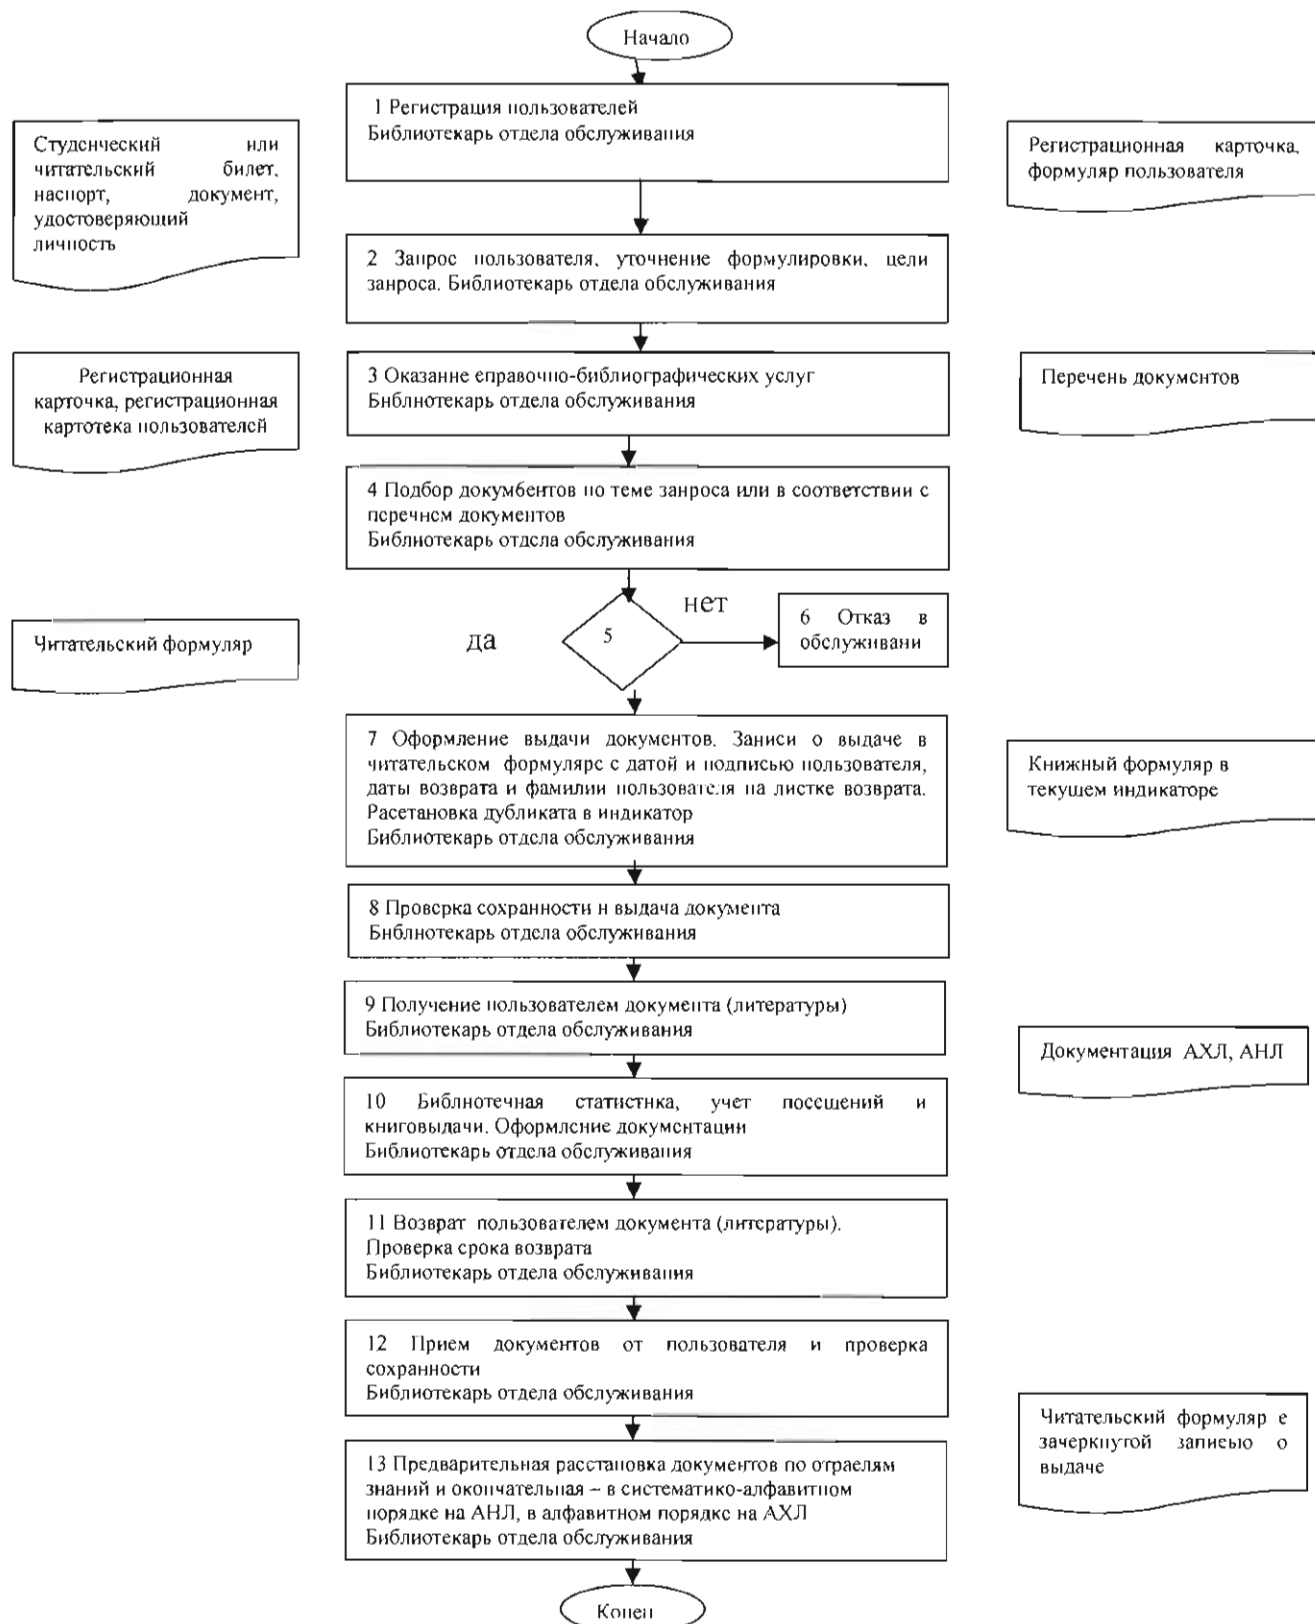 Начало
1 Регистрация пользователей
Библиотекарь отдела обслуживания
Студенческий или
читательский билет,
паспорт, документ,
удостоверяющий
личность
Регистрационная карточка,
формуляр пользователя
2 Запрос пользователя, уточнение формулировки, цели
запроса. Библиотекарь отдела обслуживания
Регистрационная
карточка, регистрационная
картотека пользователей
3 Оказание справочно-библиографических услуг
Библиотекарь отдела обслуживания
Перечень документов
4 Подбор докумбентов по теме запроса или в соответствии с
перечнем документов
Библиотекарь отдела обслуживания
Читательский формуляр
да
5
нет
6 Отказ в
обслуживани
7 Оформление выдачи документов. Записи о выдаче в
читательском формуляре с датой и подписью пользователя,
даты возврата и фамилии пользователя на листке возврата.
Расстановка дубликата в индикатор
Библиотекарь отдела обслуживания
Книжный формуляр в
текущем индикаторе
8 Проверка сохранности и выдача документа
Библиотекарь отдела обслуживания
9 Получение пользователем документа (литературы)
Библиотекарь отдела обслуживания
Документация АХЛ, АНЛ
10 Библиотечная статистика, учет посещений и
книговыдачи. Оформление документации
Библиотекарь отдела обслуживания
11 Возврат пользователем документа (литературы).
Проверка срока возврата
Библиотекарь отдела обслуживания
12 Прием документов от пользователя и проверка
сохранности
Библиотекарь отдела обслуживания
Читательский формуляр с
зачеркнутой записью о
выдаче
13 Предварительная расстановка документов по отраслям
знаний и окончательная – в систематико-алфавитном
порядке на АНЛ, в алфавитном порядке на АХЛ
Библиотекарь отдела обслуживания
Конец